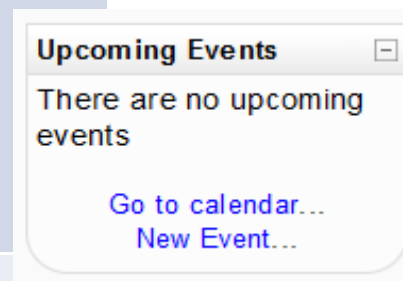 Upcoming Events
There are no upcoming
events
Go to calendar...
New Event...